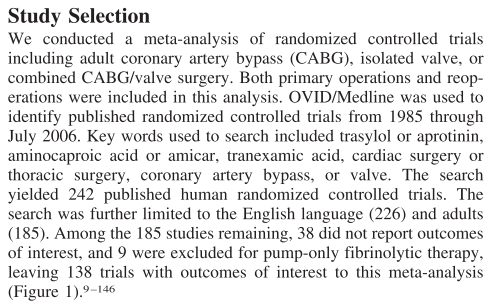 Study Selection
We conducted a meta-analysis of randomized controlled trials
including adult coronary artery bypass (CABG), isolated valve, or
combined CABG/valve surgery. Both primary operations and reop-
erations were included in this analysis. OVID/Medline was used to
identify published randomized controlled trials from 1985 through
July 2006. Key words used to search included trasylol or aprotinin,
aminocaproic acid or amicar, tranexamic acid, cardiac surgery or
thoracic surgery, coronary artery bypass, or valve. The search
yielded 242 published human randomized controlled trials. The
search was further limited to the English language (226) and adults
(185). Among the 185 studies remaining, 38 did not report outcomes
of interest, and 9 were excluded for pump-only fibrinolytic therapy,
leaving 138 trials with outcomes of interest to this meta-analysis
(Figure 1).9–146